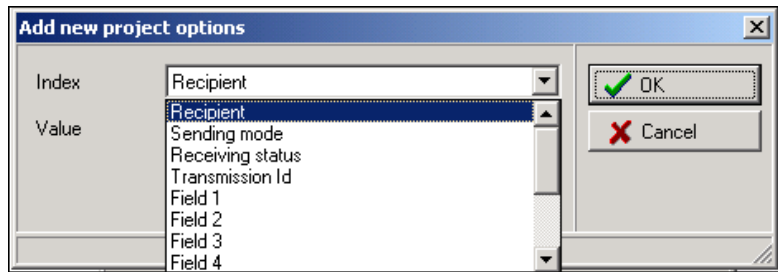 Add new project options
Index
Recipient
OK
Recipient
Value
Sending mode
Cancel
Receiving status
Transmission Id
Field 1
Field 2
Field 3
Field 4